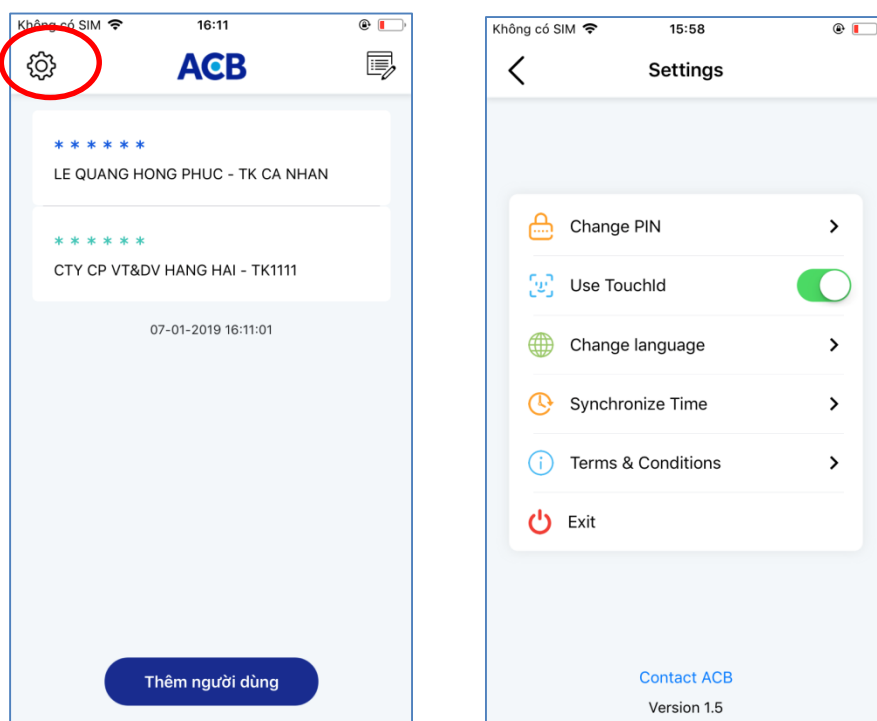 Không có SIM 16:11
ACB
* * * * * *
LE QUANG HONG PHUC - TK CA NHAN
* * * * * *
CTY CP VT&DV HANG HAI - TK1111
07-01-2019 16:11:01
Thêm người dùng
Không có SIM 15:58
Settings
Change PIN
Use TouchId
Change language
Synchronize Time
Terms & Conditions
Exit
Contact ACB
Version 1.5